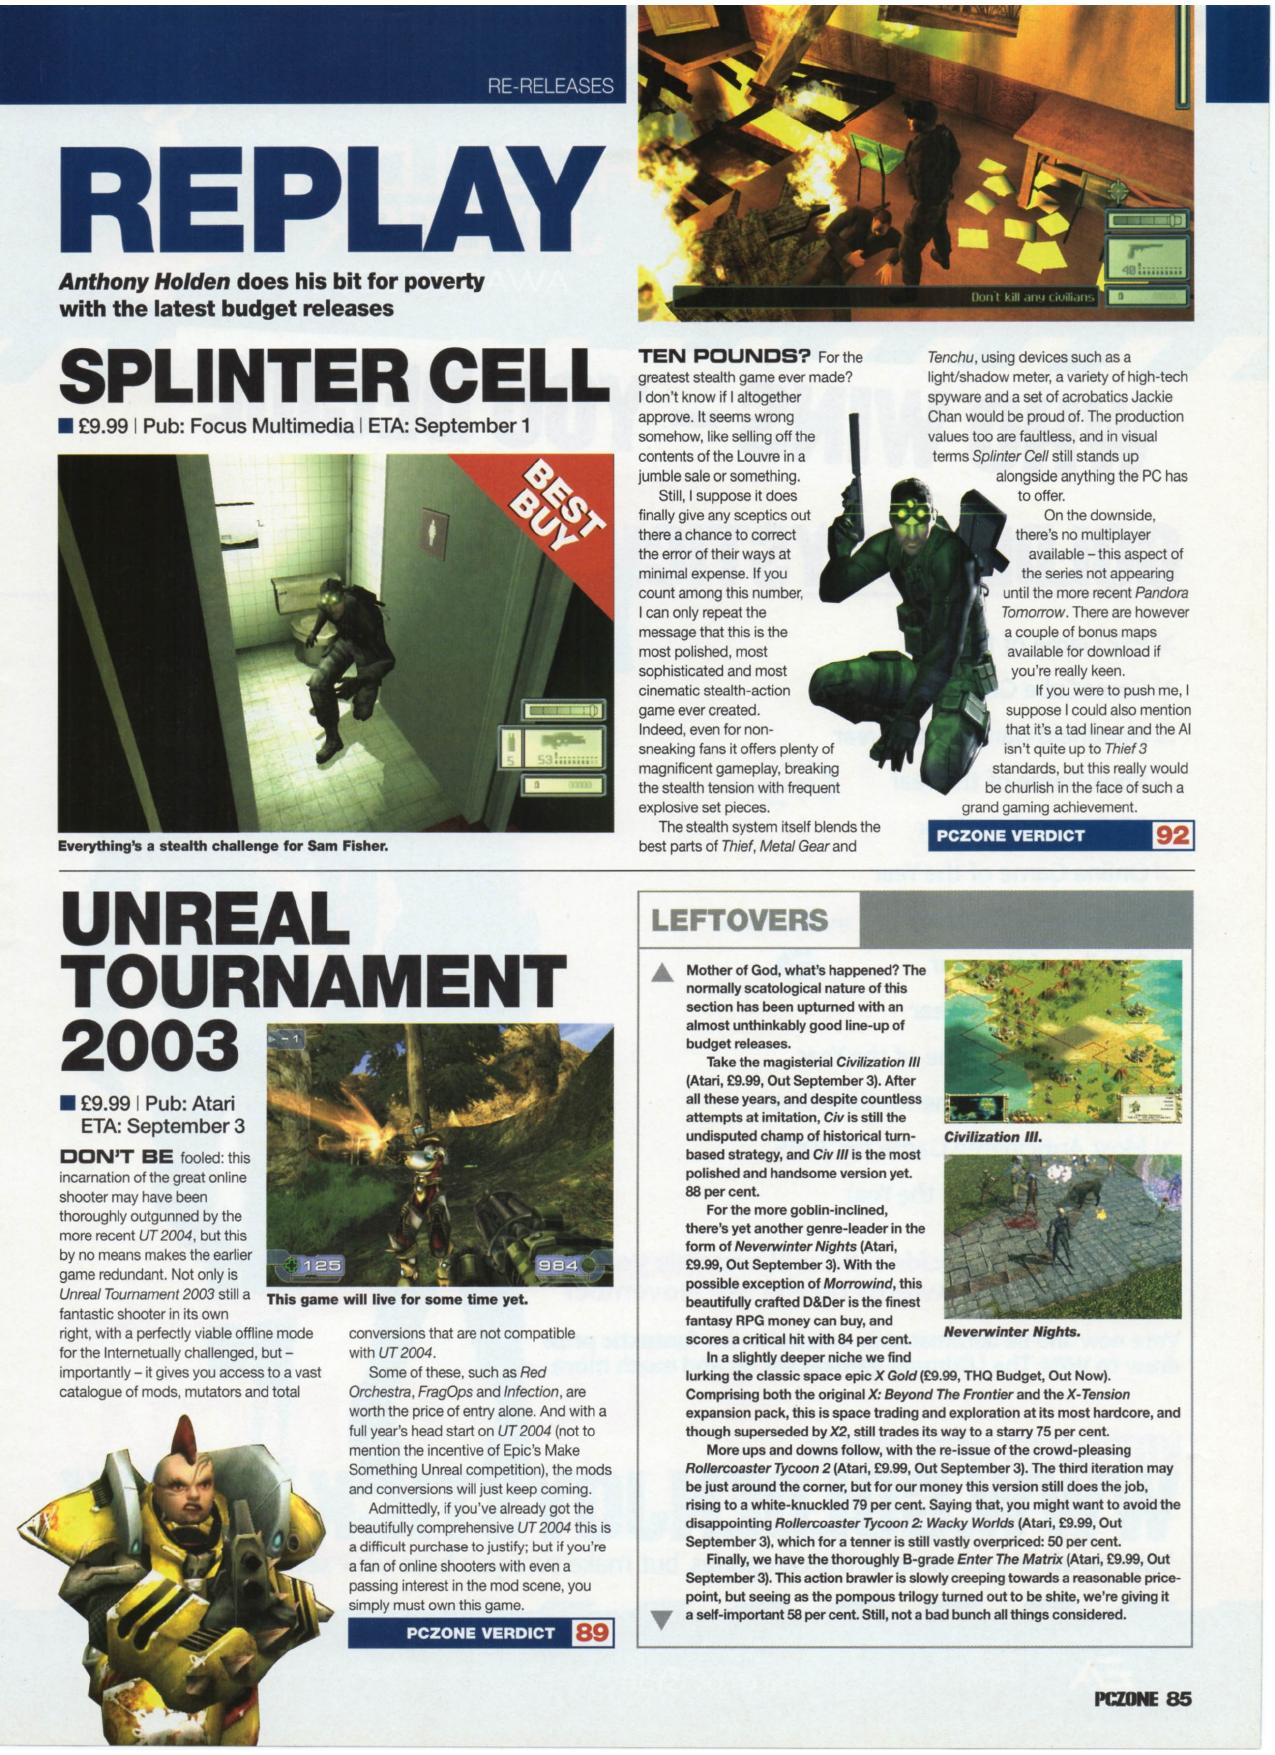 RE-RELEASES
REPLAY
Anthony Holden does his bit for poverty
with the latest budget releases
Don't kill any civilians
40
SPLINTER CELL
£9.99 | Pub: Focus Multimedia | ETA: September 1
BEST
BUY
5
53
Everything's a stealth challenge for Sam Fisher.
TEN POUNDS? For the
greatest stealth game ever made?
I don't know if I altogether
approve. It seems wrong
somehow, like selling off the
contents of the Louvre in a
jumble sale or something.
Still, I suppose it does
finally give any sceptics out
there a chance to correct
the error of their ways at
minimal expense. If you
count among this number,
I can only repeat the
message that this is the
most polished, most
sophisticated and most
cinematic stealth-action
game ever created.
Indeed, even for non-
sneaking fans it offers plenty of
magnificent gameplay, breaking
the stealth tension with frequent
explosive set pieces.
The stealth system itself blends the
best parts of Thief, Metal Gear and
Tenchu, using devices such as a
light/shadow meter, a variety of high-tech
spyware and a set of acrobatics Jackie
Chan would be proud of. The production
values too are faultless, and in visual
terms Splinter Cell still stands up
alongside anything the PC has
to offer.
On the downside,
there's no multiplayer
available – this aspect of
the series not appearing
until the more recent Pandora
Tomorrow. There are however
a couple of bonus maps
available for download if
you're really keen.
If you were to push me, I
suppose I could also mention
that it's a tad linear and the AI
isn't quite up to Thief 3
standards, but this really would
be churlish in the face of such a
grand gaming achievement.
PCZONE VERDICT 92
UNREAL
TOURNAMENT
2003
£9.99 | Pub: Atari
ETA: September 3
- 1
125
984
This game will live for some time yet.
DON'T BE fooled: this
incarnation of the great online
shooter may have been
thoroughly outgunned by the
more recent UT 2004, but this
by no means makes the earlier
game redundant. Not only is
Unreal Tournament 2003 still a
fantastic shooter in its own
right, with a perfectly viable offline mode
for the Internetually challenged, but –
importantly – it gives you access to a vast
catalogue of mods, mutators and total
conversions that are not compatible
with UT 2004.
Some of these, such as Red
Orchestra, FragOps and Infection, are
worth the price of entry alone. And with a
full year's head start on UT 2004 (not to
mention the incentive of Epic's Make
Something Unreal competition), the mods
and conversions will just keep coming.
Admittedly, if you've already got the
beautifully comprehensive UT 2004 this is
a difficult purchase to justify; but if you're
a fan of online shooters with even a
passing interest in the mod scene, you
simply must own this game.
PCZONE VERDICT 89
LEFTOVERS
Mother of God, what's happened? The
normally scatological nature of this
section has been upturned with an
almost unthinkably good line-up of
budget releases.
Take the magisterial Civilization III
(Atari, £9.99, Out September 3). After
all these years, and despite countless
attempts at imitation, Civ is still the
undisputed champ of historical turn-
based strategy, and Civ III is the most
polished and handsome version yet.
88 per cent.
For the more goblin-inclined,
there's yet another genre-leader in the
form of Neverwinter Nights (Atari,
£9.99, Out September 3). With the
possible exception of Morrowind, this
beautifully crafted D&Der is the finest
fantasy RPG money can buy, and
scores a critical hit with 84 per cent.
In a slightly deeper niche we find
lurking the classic space epic X Gold (£9.99, THQ Budget, Out Now).
Comprising both the original X: Beyond The Frontier and the X-Tension
expansion pack, this is space trading and exploration at its most hardcore, and
though superseded by X2, still trades its way to a starry 75 per cent.
More ups and downs follow, with the re-issue of the crowd-pleasing
Rollercoaster Tycoon 2 (Atari, £9.99, Out September 3). The third iteration may
be just around the corner, but for our money this version still does the job,
rising to a white-knuckled 79 per cent. Saying that, you might want to avoid the
disappointing Rollercoaster Tycoon 2: Wacky Worlds (Atari, £9.99, Out
September 3), which for a tenner is still vastly overpriced: 50 per cent.
Finally, we have the thoroughly B-grade Enter The Matrix (Atari, £9.99, Out
September 3). This action brawler is slowly creeping towards a reasonable price-
point, but seeing as the pompous trilogy turned out to be shite, we're giving it
a self-important 58 per cent. Still, not a bad bunch all things considered.
Civilization III.
Neverwinter Nights.
PCZONE 85